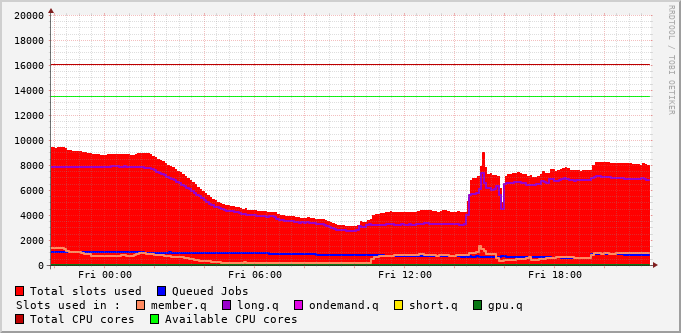 20000
18000
16000
14000
12000
10000
8000
6000
4000
2000
0
Fri 00:00 Fri 06:00 Fri 12:00 Fri 18:00
RRDTOOL / TOBI OETIKER
Total slots used Queued Jobs
Slots used in : member.q long.q ondemand.q short.q gpu.q
Total CPU cores Available CPU cores